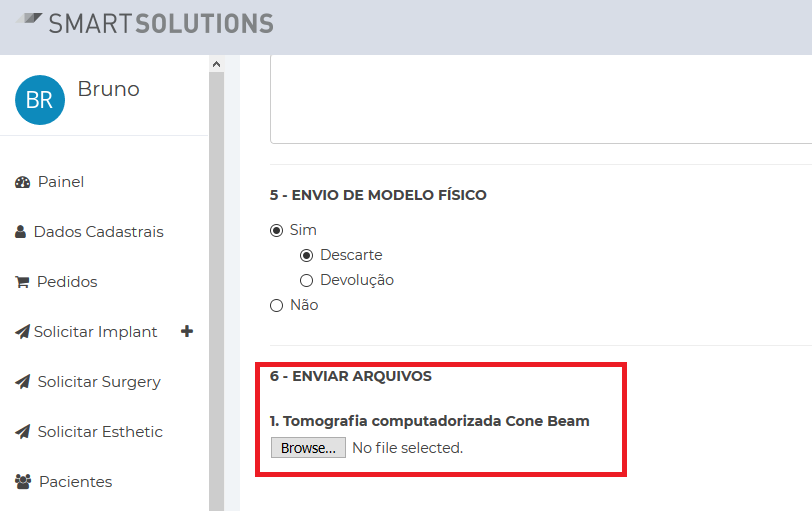 SMARTSOLUTIONS
BR
Bruno
Painel
Dados Cadastrais
Pedidos
Solicitar Implant
Solicitar Surgery
Solicitar Esthetic
Pacientes
5 - ENVIO DE MODELO FÍSICO
Sim
Descarte
Devolução
Não
6 - ENVIAR ARQUIVOS
1. Tomografia computadorizada Cone Beam
Browse... No file selected.